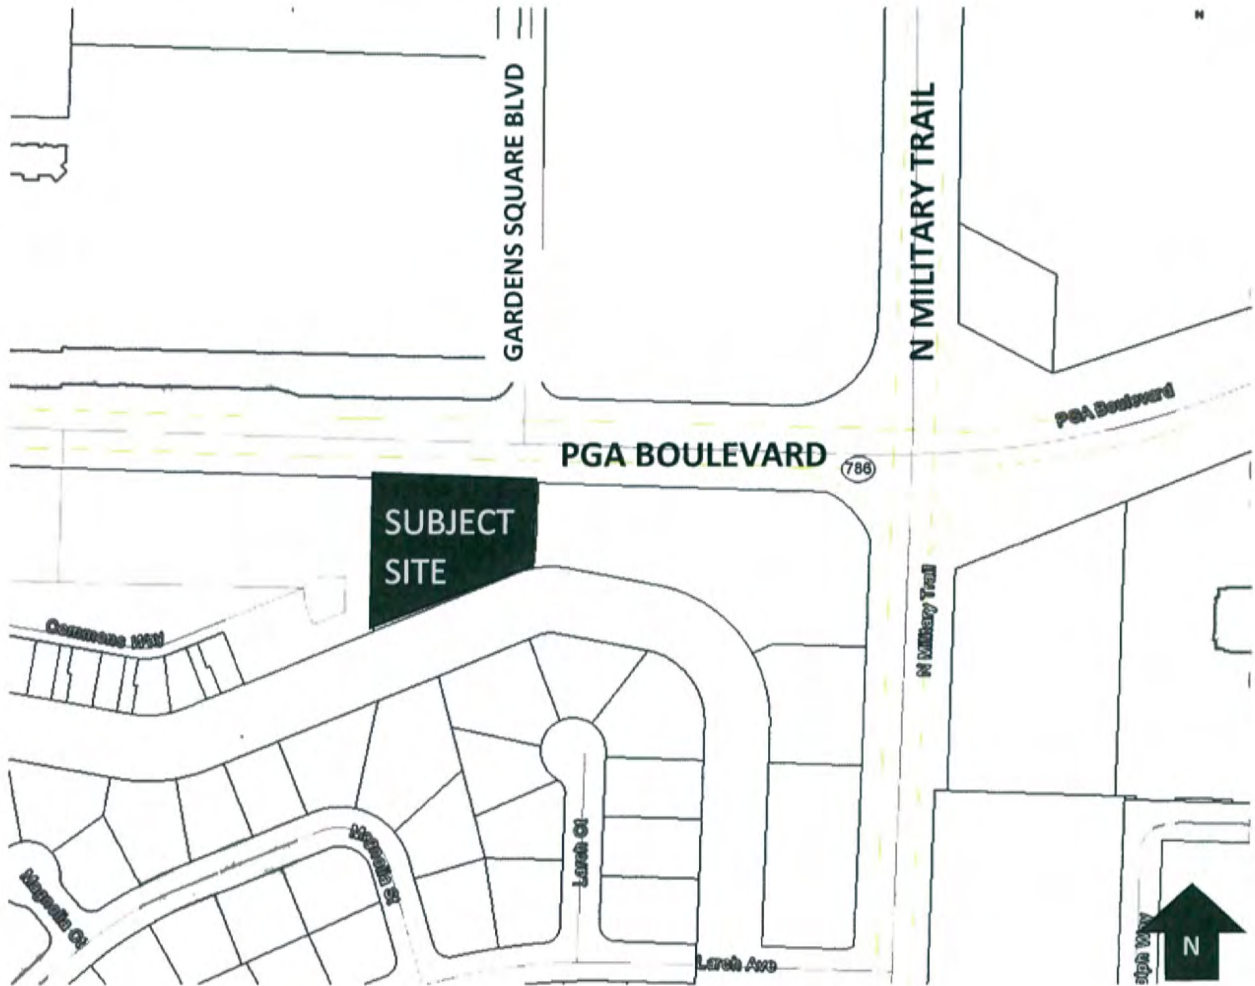 N
GARDENS SQUARE BLVD
N MILITARY TRAIL
PGA Boulevard
PGA BOULEVARD
786
SUBJECT
SITE
N Military Trail
Commons Way
Magnolia St
Larch Ct
Magnolia Ct
Larch Ave
N